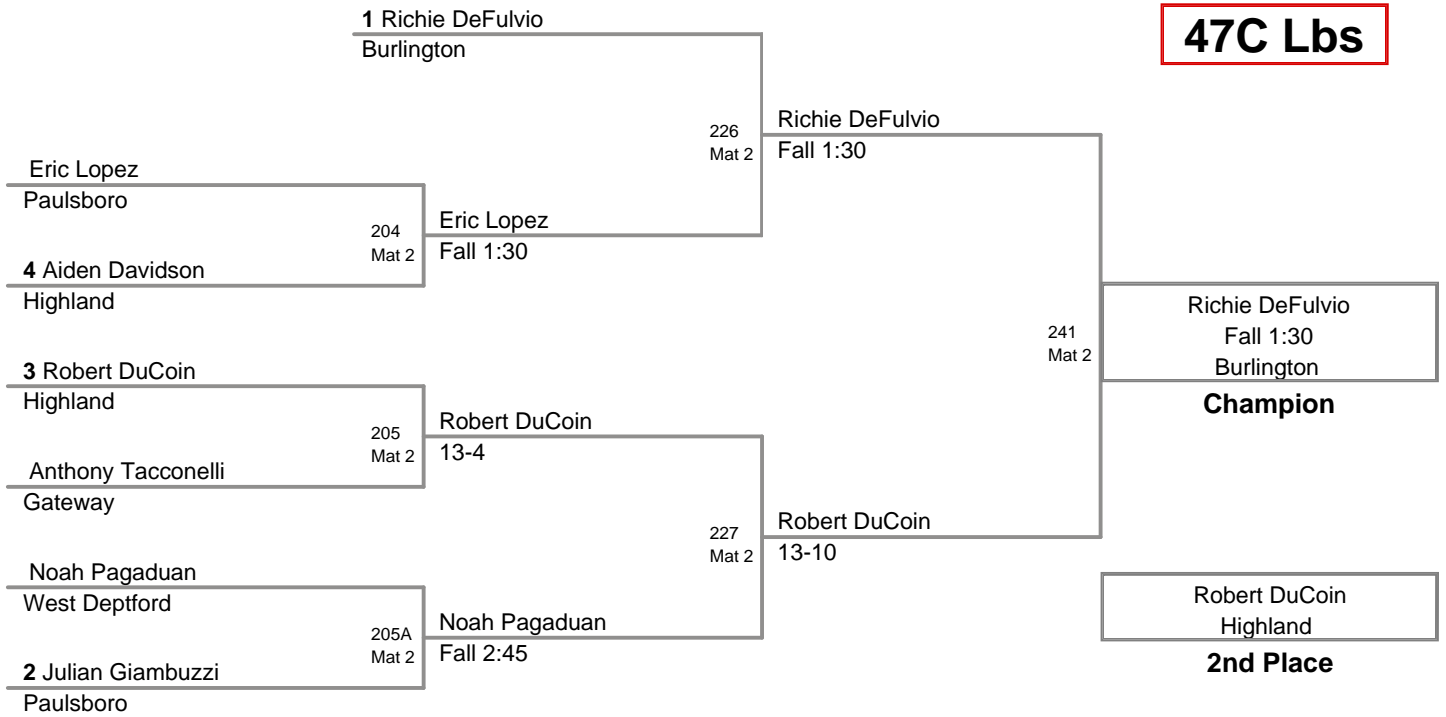 1 Richie DeFulvio
Burlington
47C Lbs
226
Mat 2
Richie DeFulvio
Fall 1:30
Eric Lopez
Paulsboro
204
Mat 2
Eric Lopez
Fall 1:30
4 Aiden Davidson
Highland
241
Mat 2
Richie DeFulvio
Fall 1:30
Burlington
Champion
3 Robert DuCoin
Highland
205
Mat 2
Robert DuCoin
13-4
Anthony Tacconelli
Gateway
227
Mat 2
Robert DuCoin
13-10
Noah Pagaduan
West Deptford
205A
Mat 2
Noah Pagaduan
Fall 2:45
2 Julian Giambuzzi
Paulsboro
Robert DuCoin
Highland
2nd Place